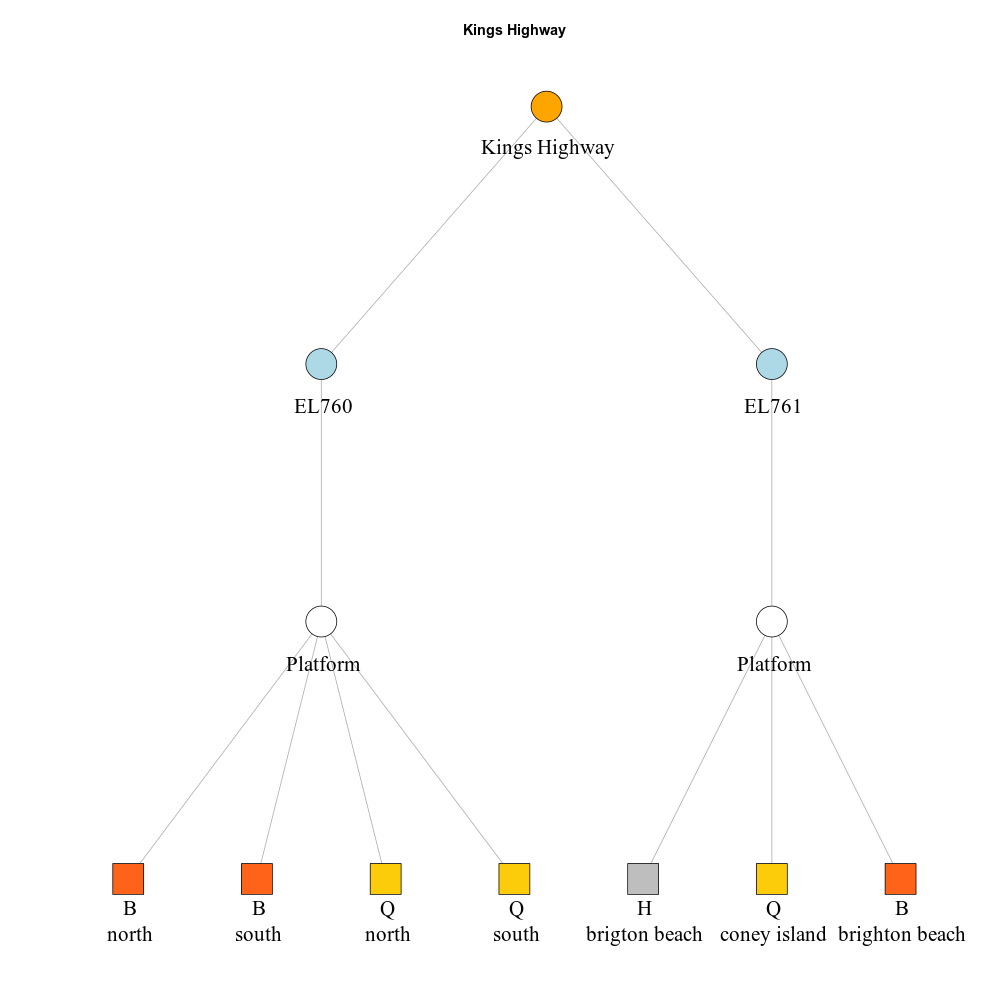 Kings Highway
Kings Highway
EL760
EL761
Platform
Platform
B
north
B
south
Q
north
Q
south
H
brigton beach
Q
coney island
B
brighton beach